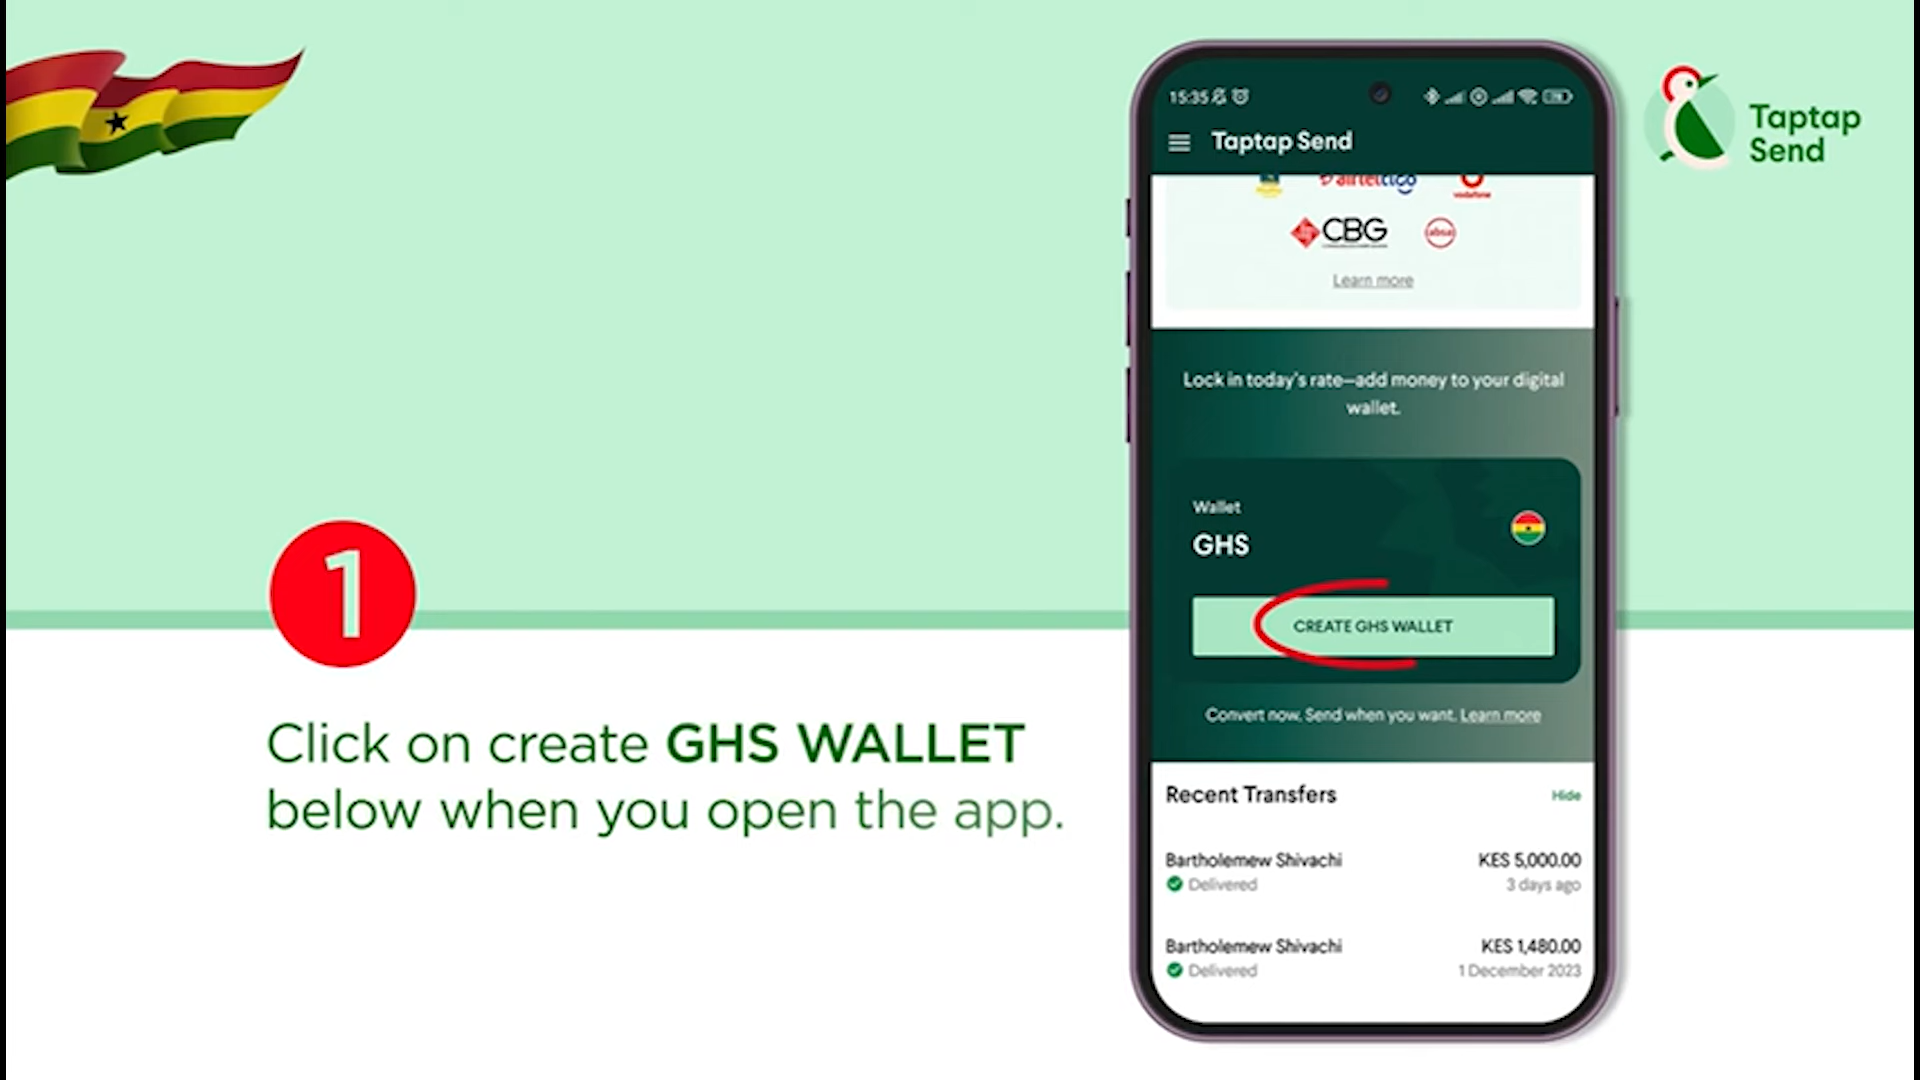 1
Click on create GHS WALLET
below when you open the app.
15:35
Taptap Send
airteltigo
vodafone
CBG
absa
Learn more
Lock in today's rate—add money to your digital
wallet.
Wallet
GHS
CREATE GHS WALLET
Convert now. Send when you want. Learn more
Recent Transfers
Hide
Bartholemew Shivachi
KES 5,000.00
Delivered
3 days ago
Bartholemew Shivachi
KES 1,480.00
Delivered
1 December 2023
Taptap
Send